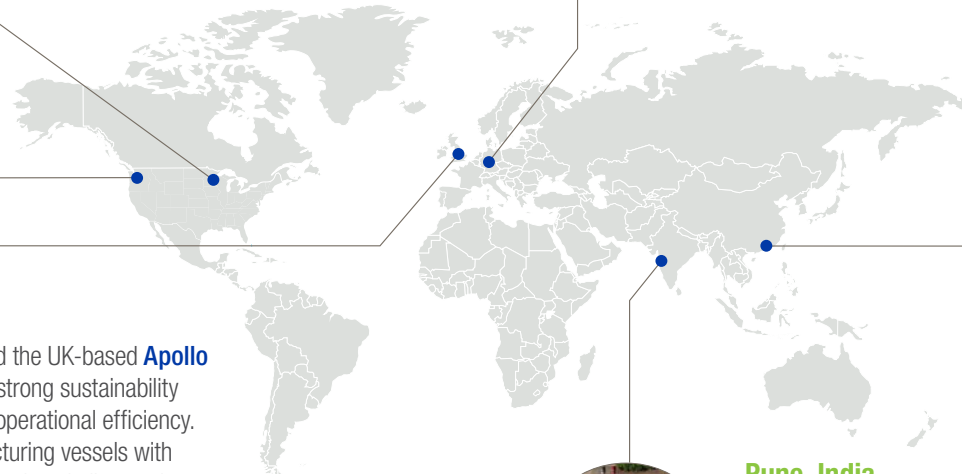 d the UK-based Apollo
strong sustainability
operational efficiency.
cturing vessels with
Pune, India